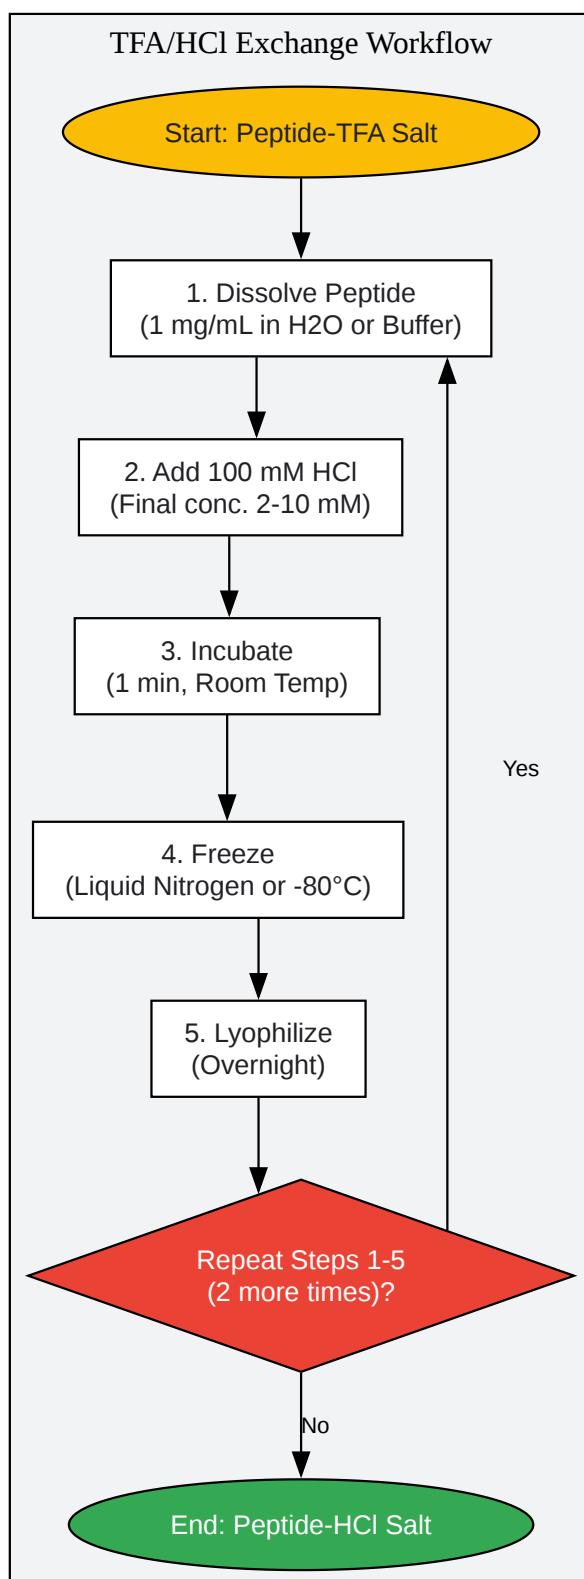 TFA/HCl Exchange Workflow
Start: Peptide-TFA Salt
1. Dissolve Peptide
(1 mg/mL in H2O or Buffer)
2. Add 100 mM HCl
(Final conc. 2-10 mM)
3. Incubate
(1 min, Room Temp)
Yes
4. Freeze
(Liquid Nitrogen or -80°C)
5. Lyophilize
(Overnight)
Repeat Steps 1-5
(2 more times)?
No
End: Peptide-HCl Salt